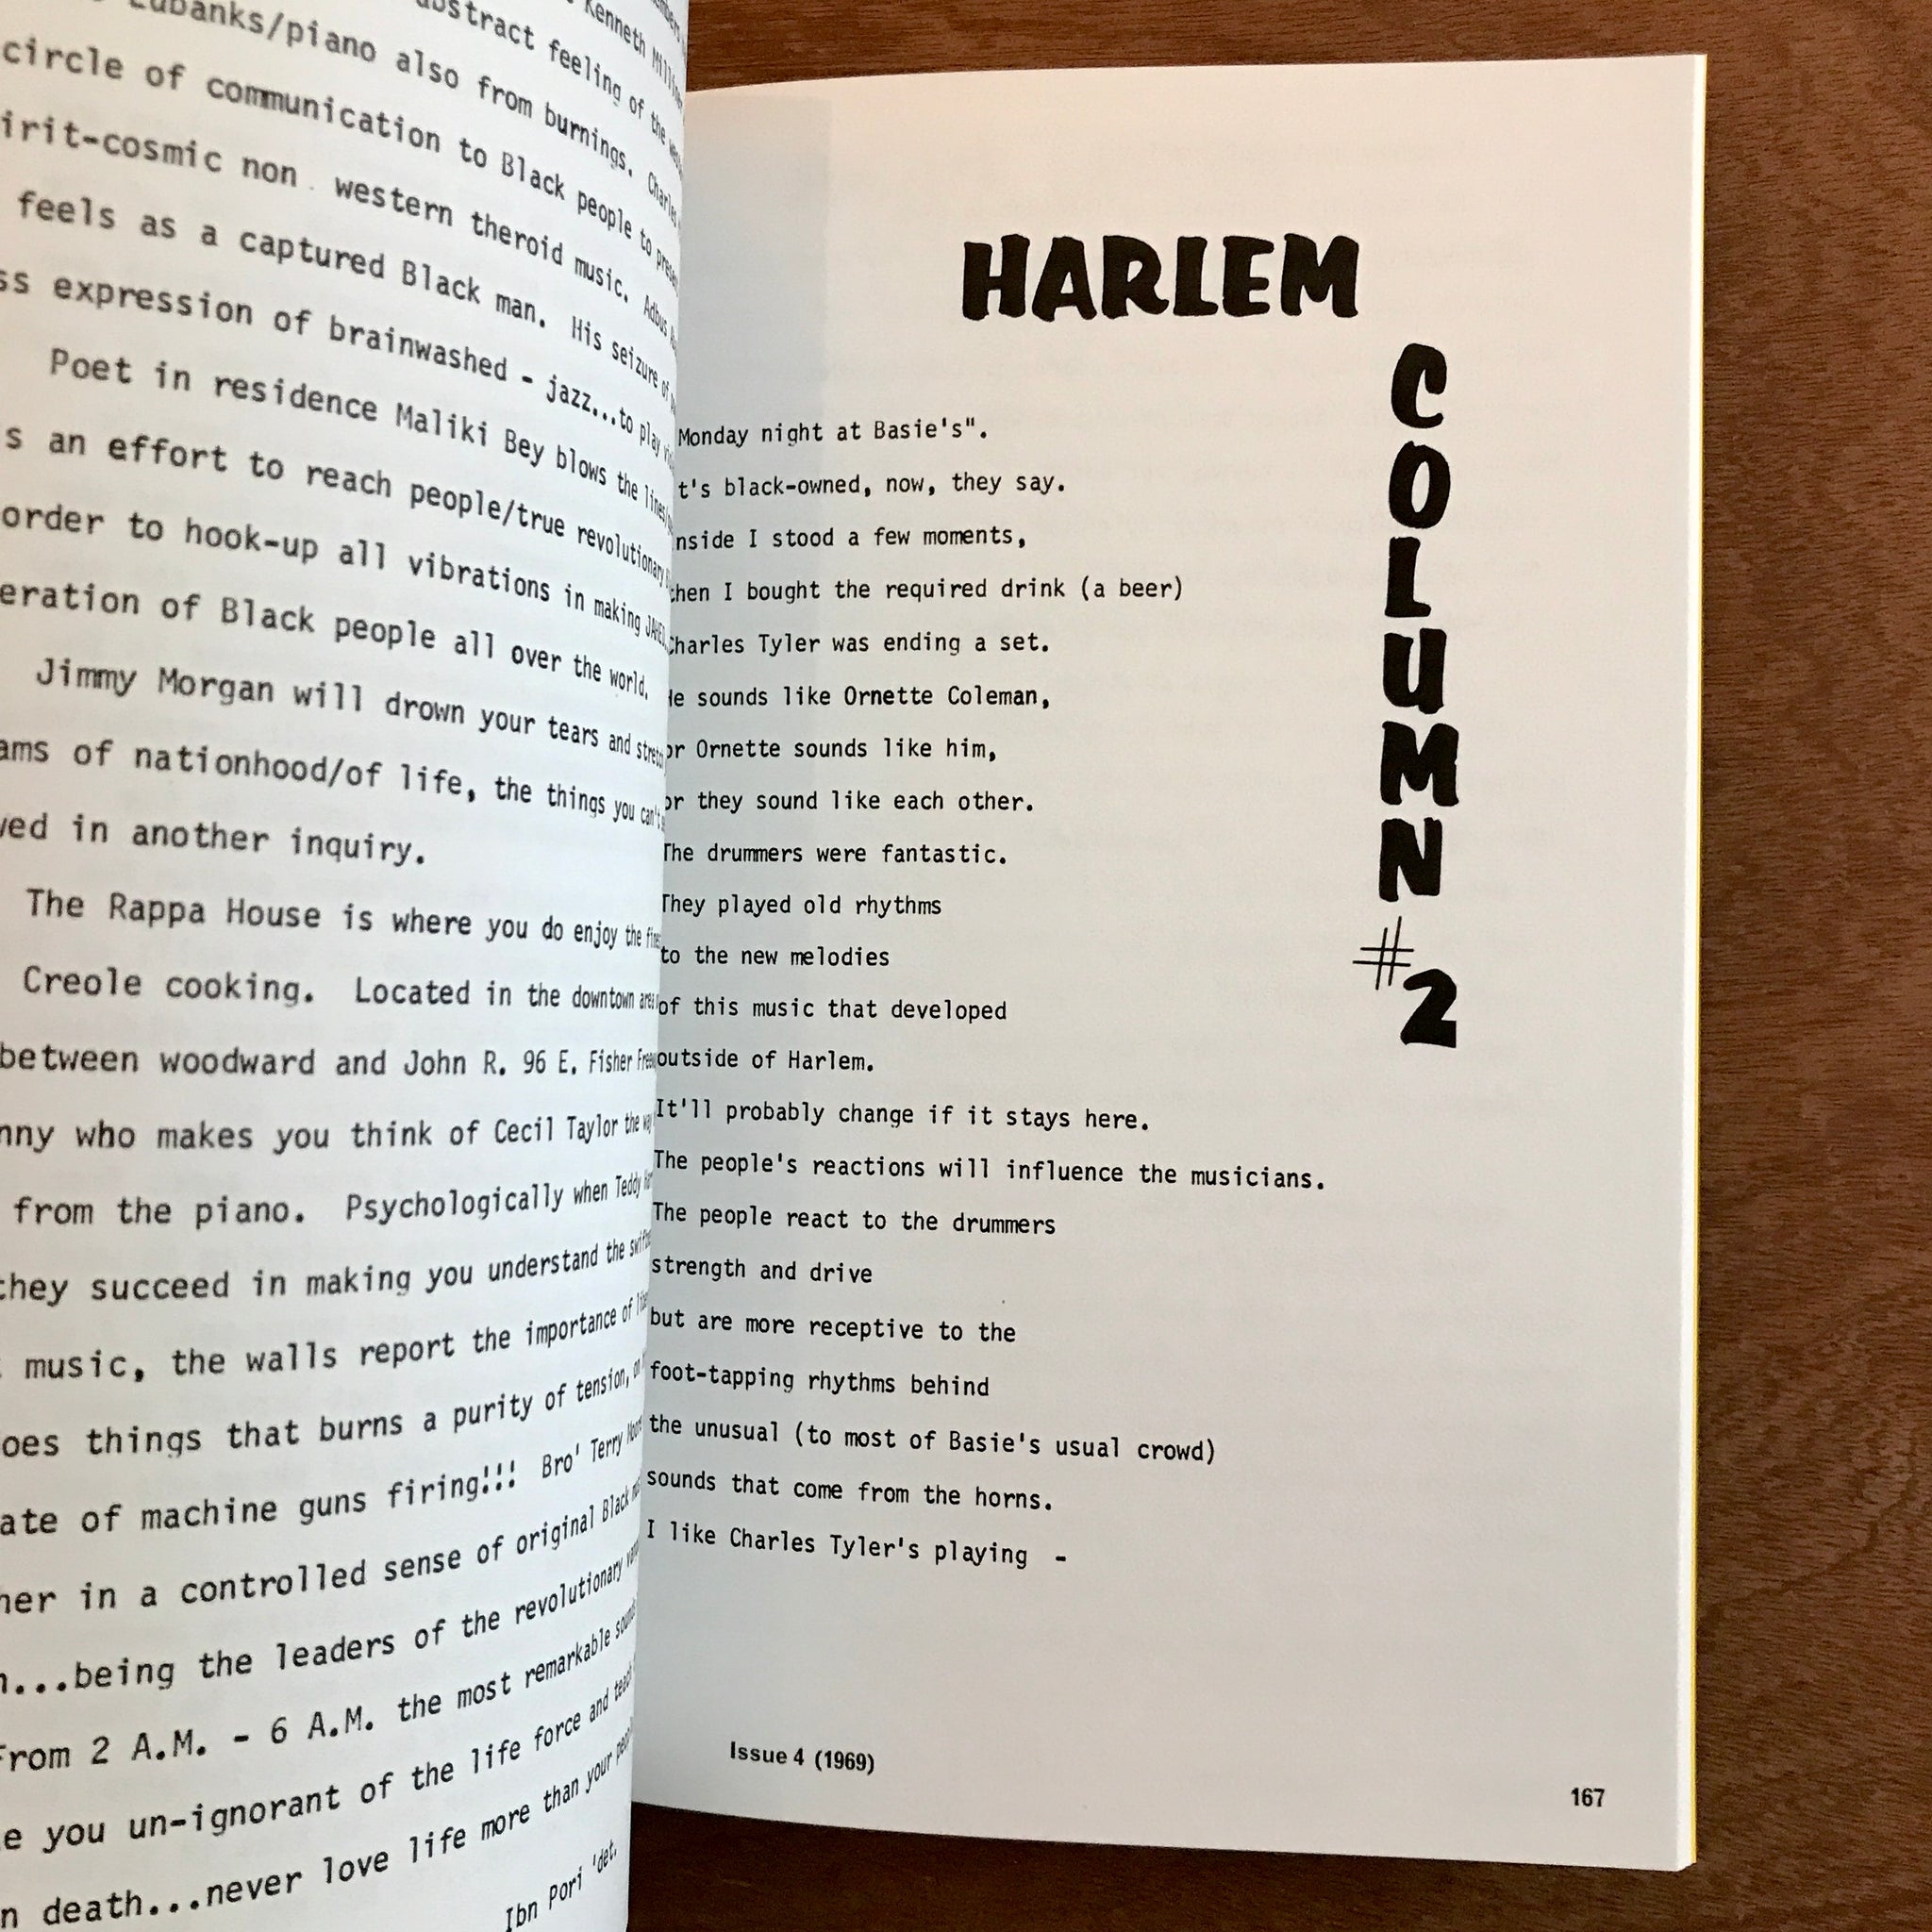 abstract feeling of the
Eubanks/piano also from burnings. Charles
circle of communication to Black people to
irit-cosmic non western theroid music. Adbus
feels as a captured Black man. His seizure of
ss expression of brainwashed - jazz...to play
Poet in residence Maliki Bey blows the lines
s an effort to reach people/true revolutionary
order to hook-up all vibrations in making
eration of Black people all over the world.
Jimmy Morgan will drown your tears and
ams of nationhood/of life, the things you can't
ved in another inquiry.
The Rappa House is where you do enjoy the
Creole cooking. Located in the downtown area
between woodward and John R. 96 E. Fisher
nny who makes you think of Cecil Taylor the
from the piano. Psychologically when Teddy
they succeed in making you understand the
music, the walls report the importance of
oes things that burns a purity of tension,
ate of machine guns firing!!! Bro' Terry
her in a controlled sense of original Black
n...being the leaders of the revolutionary
From 2 A.M. - 6 A.M. the most remarkable
e you un-ignorant of the life force and
n death...never love life more than your
Ibn Pori 'det.
HARLEM
COLUMN
#2
Monday night at Basie's".
t's black-owned, now, they say.
nside I stood a few moments,
then I bought the required drink (a beer)
Charles Tyler was ending a set.
He sounds like Ornette Coleman,
or Ornette sounds like him,
or they sound like each other.
The drummers were fantastic.
They played old rhythms
to the new melodies
of this music that developed
outside of Harlem.
It'll probably change if it stays here.
The people's reactions will influence the musicians.
The people react to the drummers
strength and drive
but are more receptive to the
foot-tapping rhythms behind
the unusual (to most of Basie's usual crowd)
sounds that come from the horns.
I like Charles Tyler's playing -
Issue 4 (1969)
167